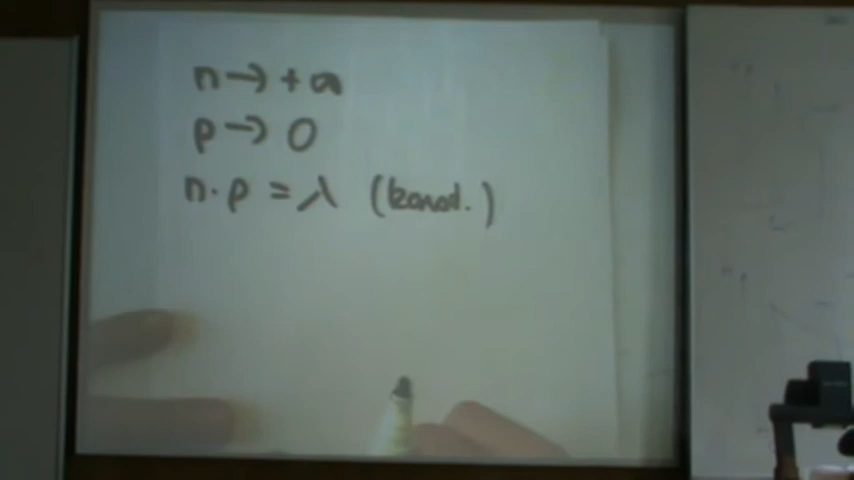 n → +∞
p → 0
n · p = λ (konst.)